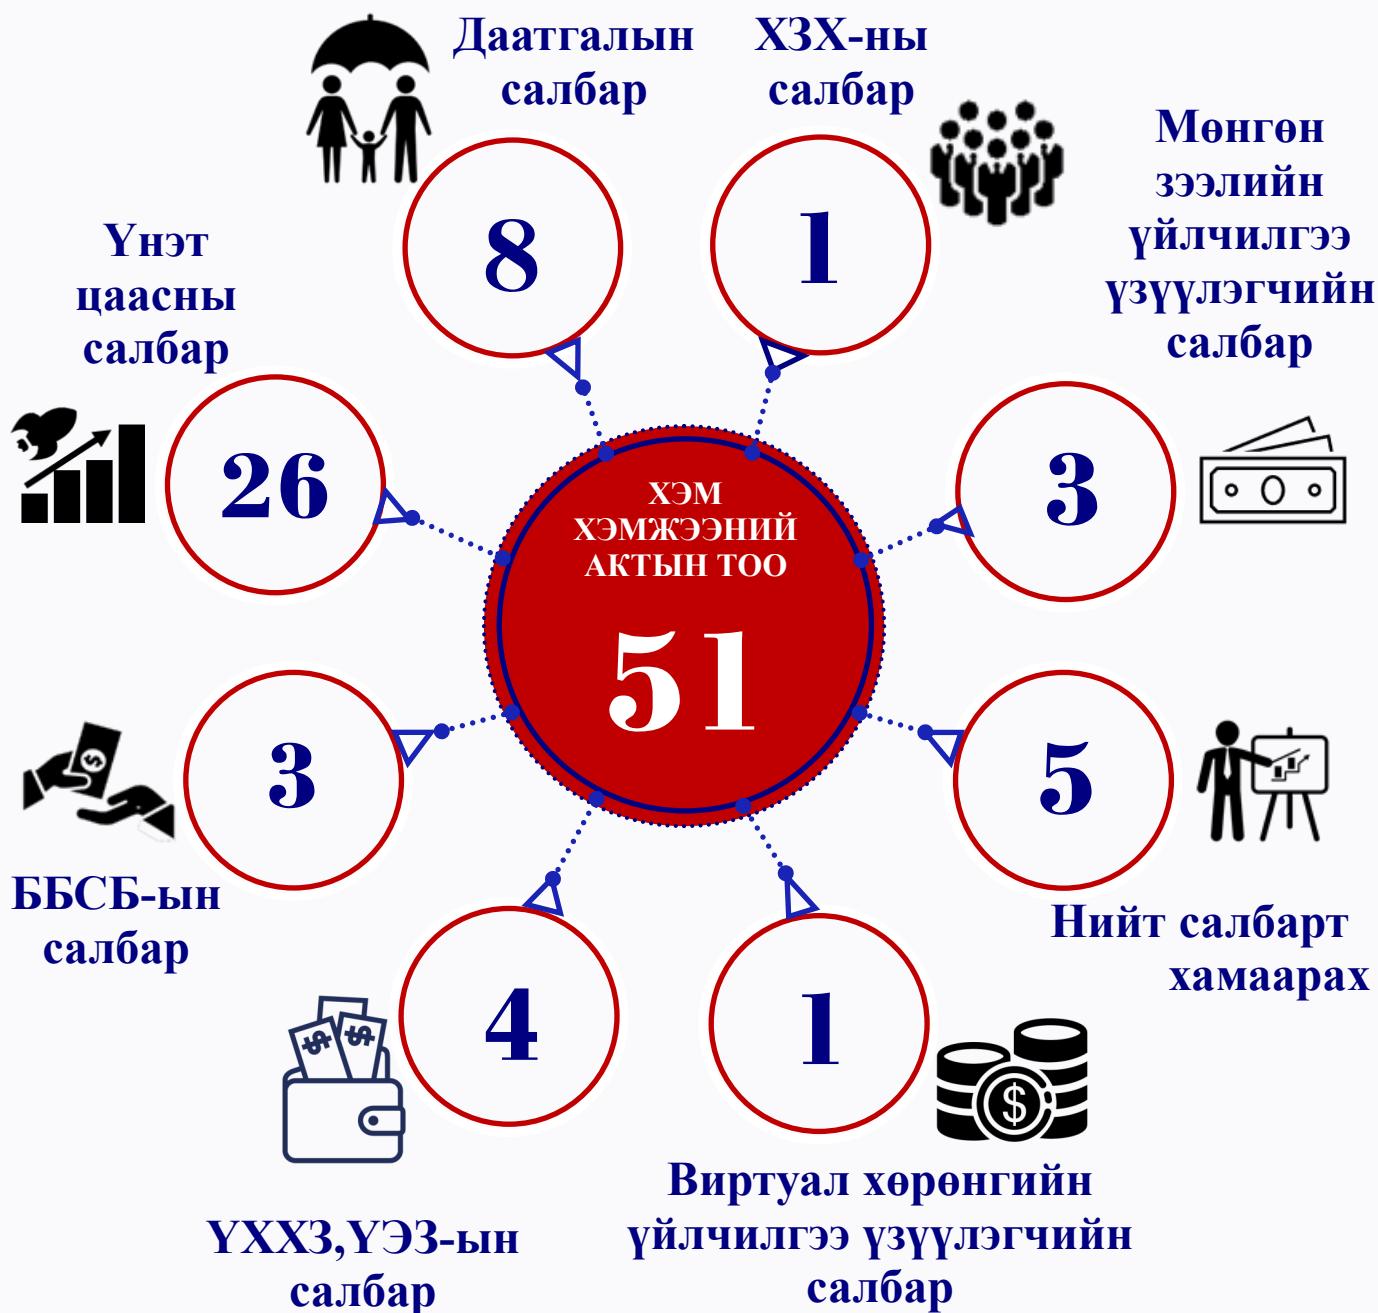 Даатгалын
салбар
8
ХЗХ-ны
салбар
1
Мөнгөн
зээлийн
үйлчилгээ
үзүүлэгчийн
салбар
3
Үнэт
цаасны
салбар
26
ХЭМ
ХЭМЖЭЭНИЙ
АКТЫН ТОО
51
3
ББСБ-ын
салбар
5
Нийт салбарт
хамаарах
4
ҮХХЗ,ҮЭЗ-ын
салбар
1
Виртуал хөрөнгийн
үйлчилгээ үзүүлэгчийн
салбар